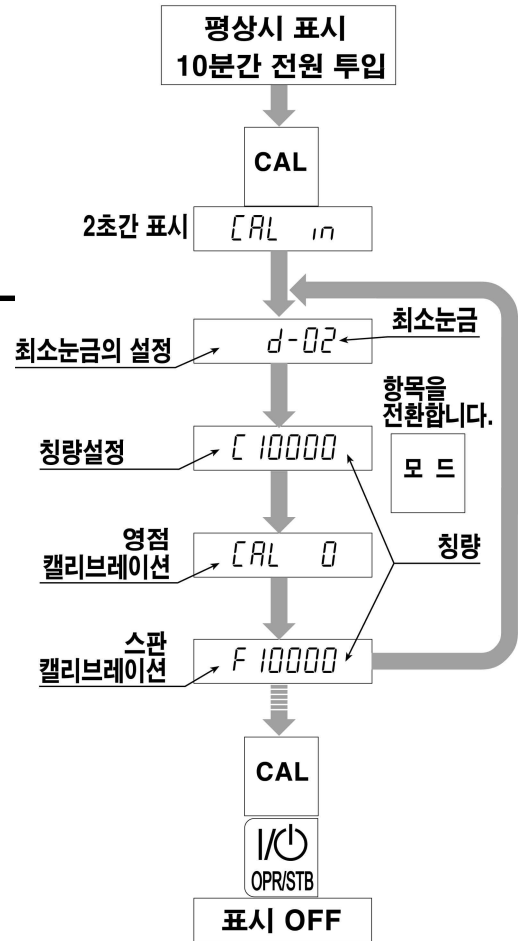 평상시 표시
10분간 전원 투입
CAL
2초간 표시
CAL in
최소눈금
최소눈금의 설정
d-02
항목을
전환합니다.
모 드
칭량설정
C 10000
칭량
영점
캘리브레이션
CAL 0
스판
캘리브레이션
F 10000
CAL
I/⏻
OPR/STB
표시 OFF